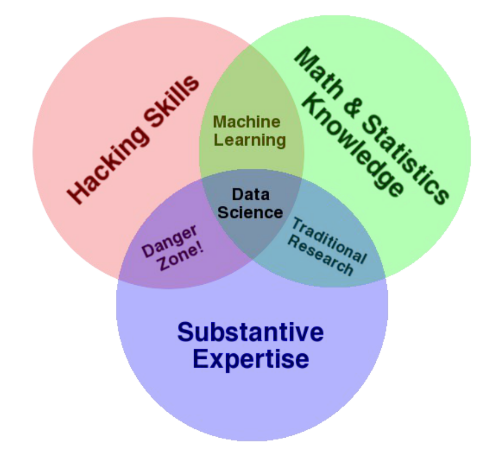 Hacking Skills
Math & Statistics
Knowledge
Machine
Learning
Data
Science
Danger
Zone!
Traditional
Research
Substantive
Expertise